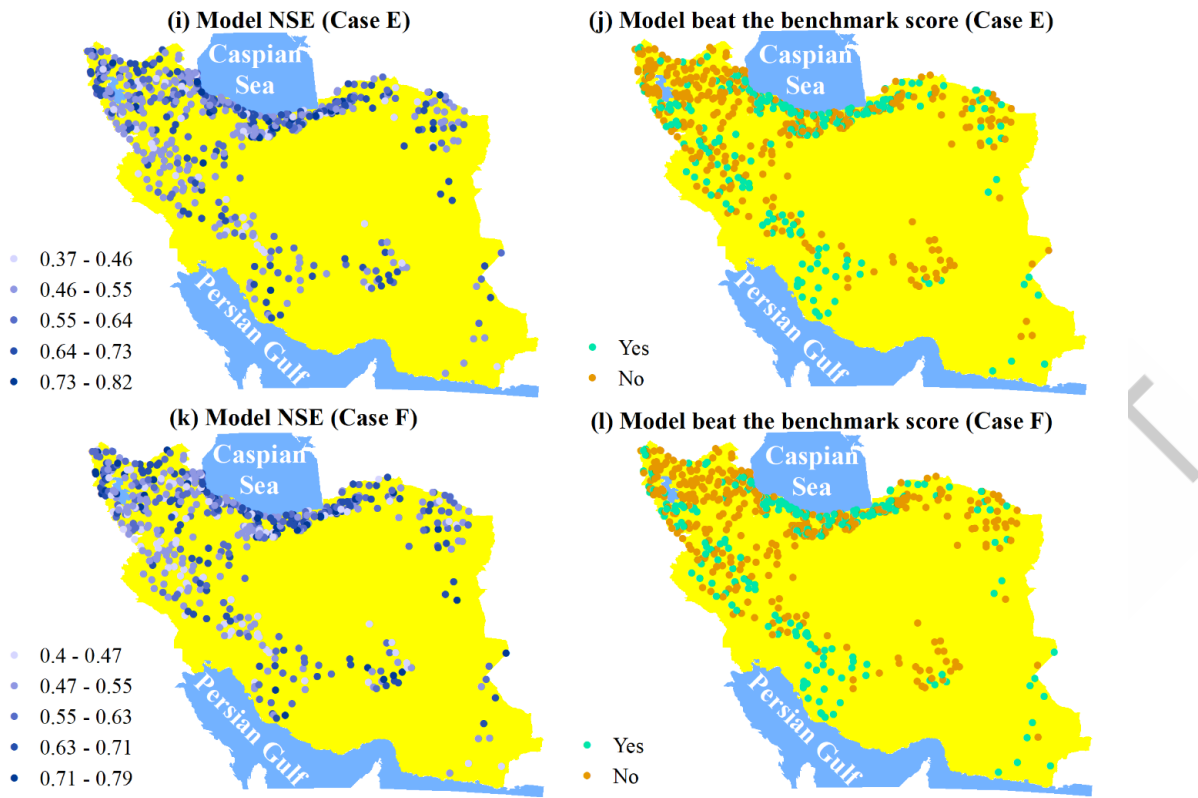 (i) Model NSE (Case E)
Caspian
Sea
Persian Gulf
0.37 - 0.46
0.46 - 0.55
0.55 - 0.64
0.64 - 0.73
0.73 - 0.82
(j) Model beat the benchmark score (Case E)
Caspian
Sea
Persian Gulf
Yes
No
(k) Model NSE (Case F)
Caspian
Sea
Persian Gulf
0.4 - 0.47
0.47 - 0.55
0.55 - 0.63
0.63 - 0.71
0.71 - 0.79
(l) Model beat the benchmark score (Case F)
Caspian
Sea
Persian Gulf
Yes
No